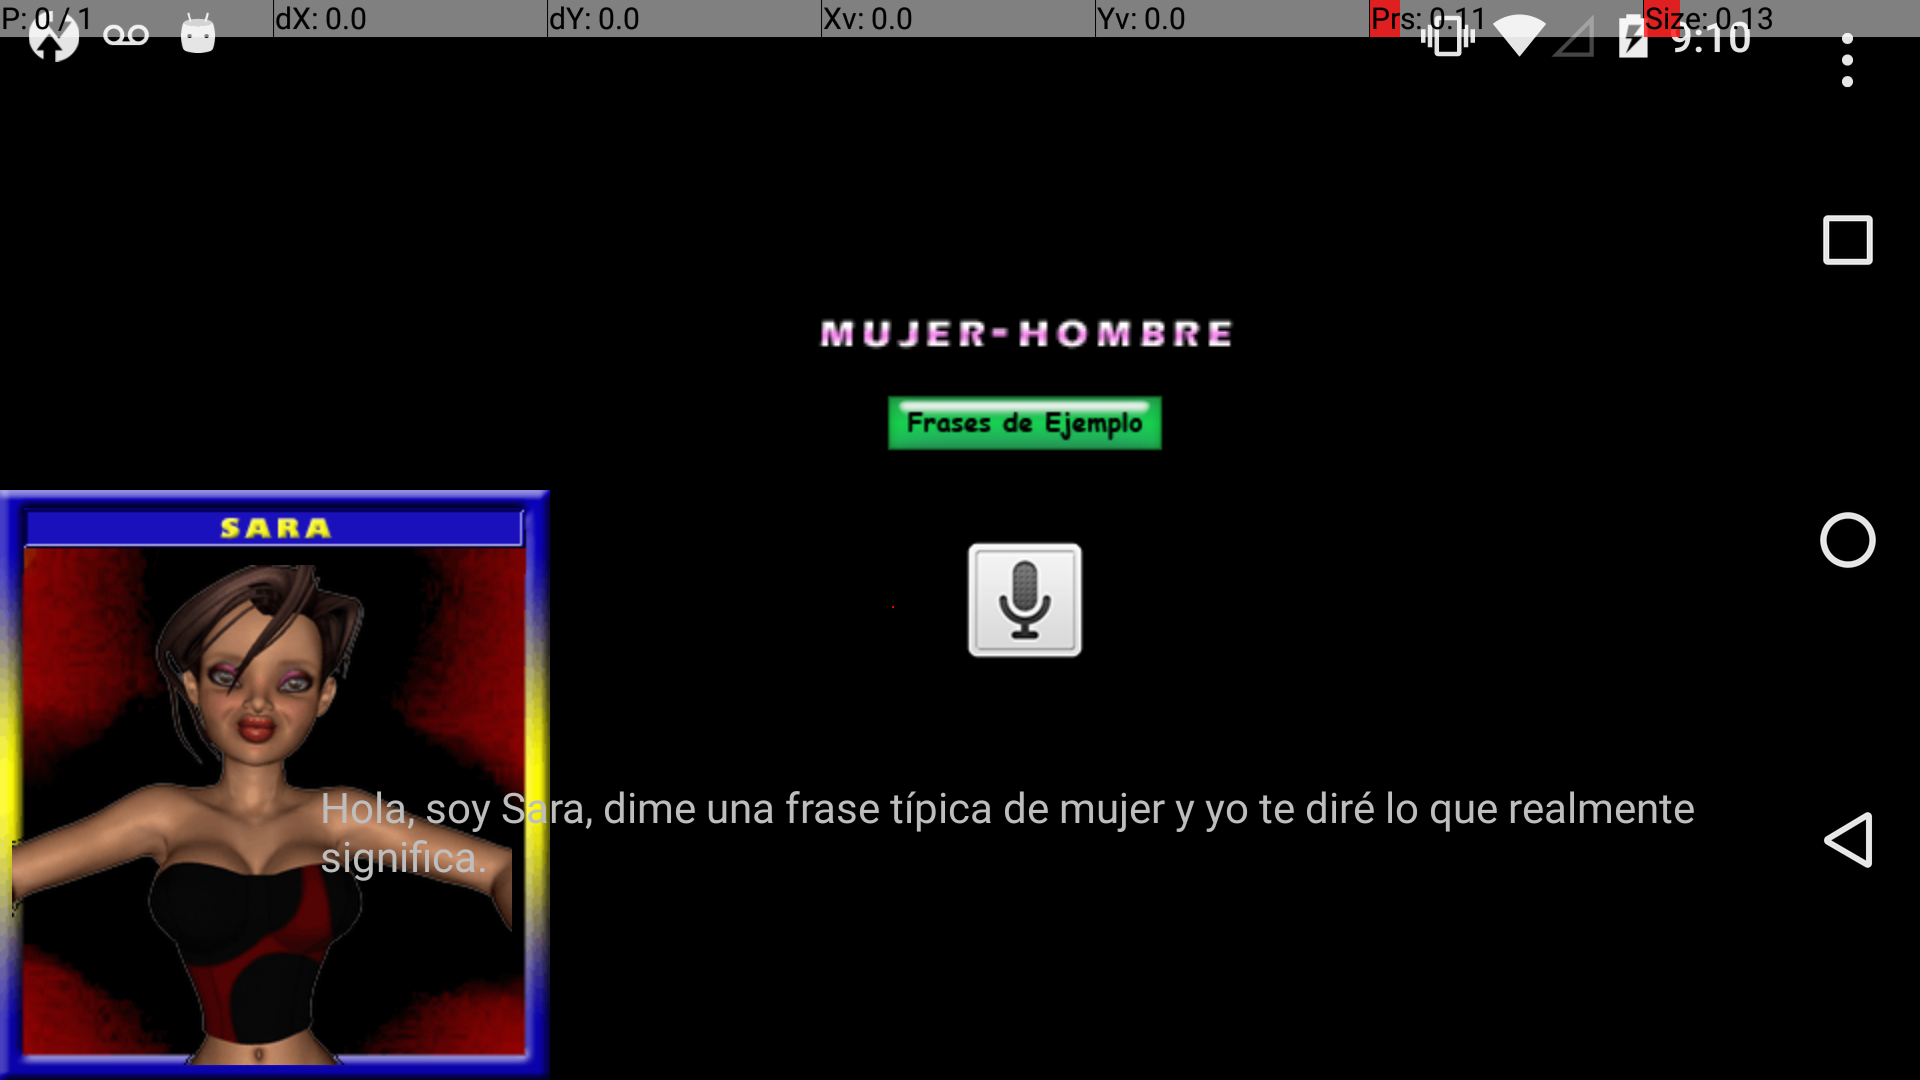 P: 0 / 1 dX: 0.0 dY: 0.0 Xv: 0.0 Yv: 0.0 Prs: 0.11 Size: 0.13
9:10
MUJER-HOMBRE
Frases de Ejemplo
SARA
Hola, soy Sara, dime una frase típica de mujer y yo te diré lo que realmente
significa.